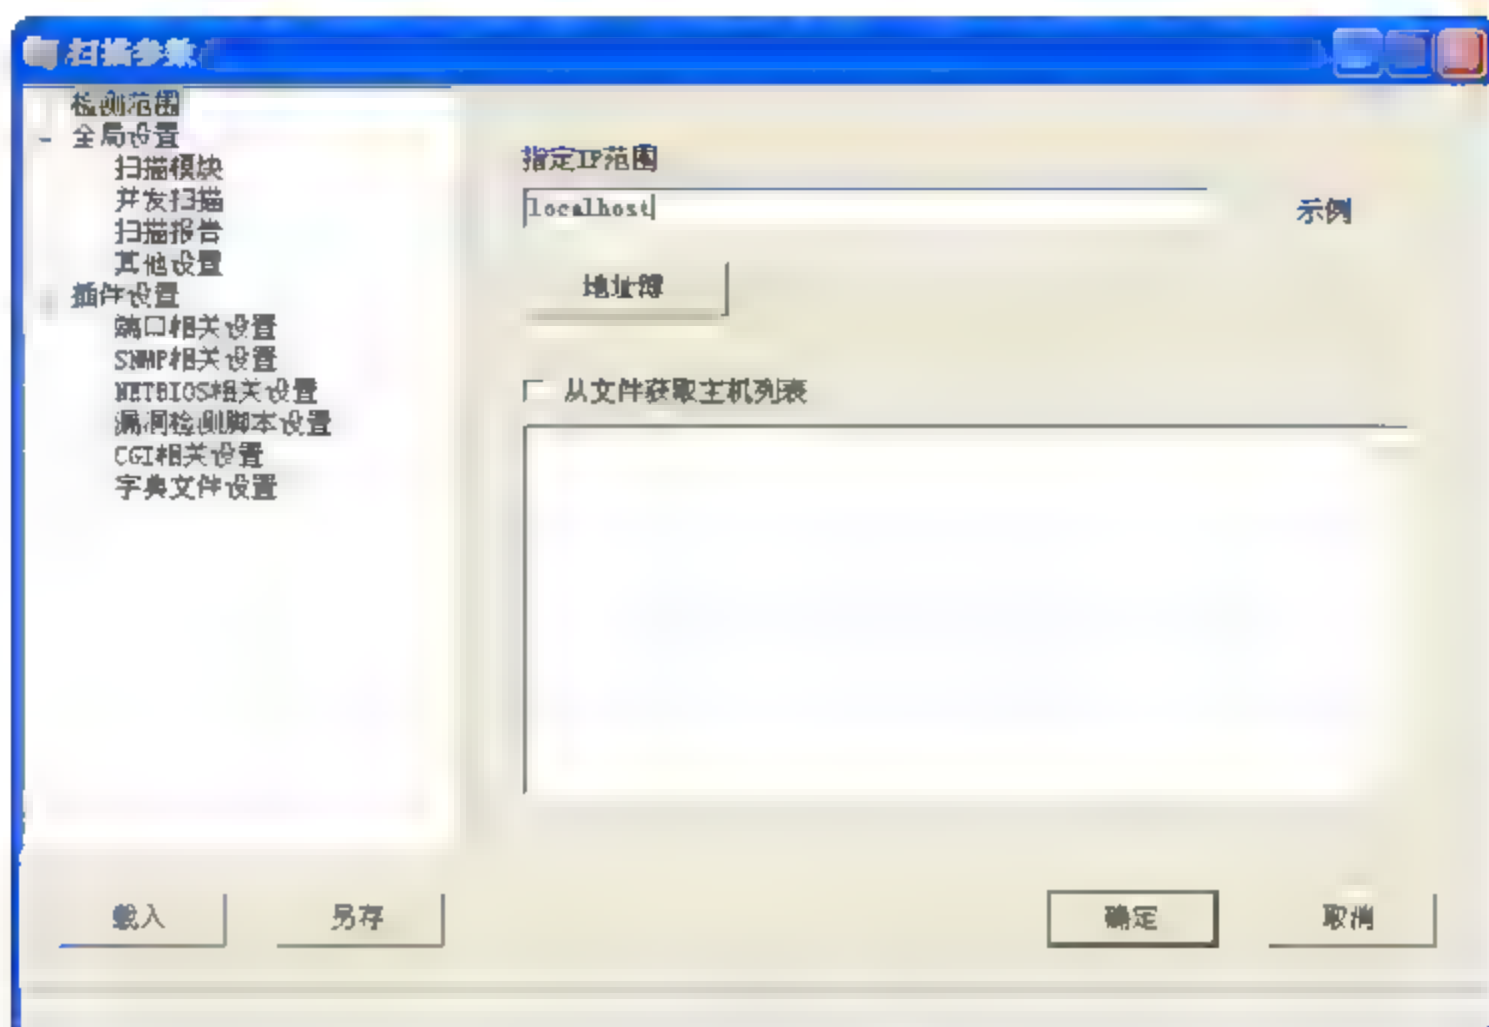 扫描参数
检测范围
全局设置
扫描模块
并发扫描
扫描报告
其他设置
插件设置
端口相关设置
SNMP相关设置
NETBIOS相关设置
漏洞检测脚本设置
CGI相关设置
字典文件设置
指定IP范围
localhost
示例
地址簿
从文件获取主机列表
载入
另存
确定
取消